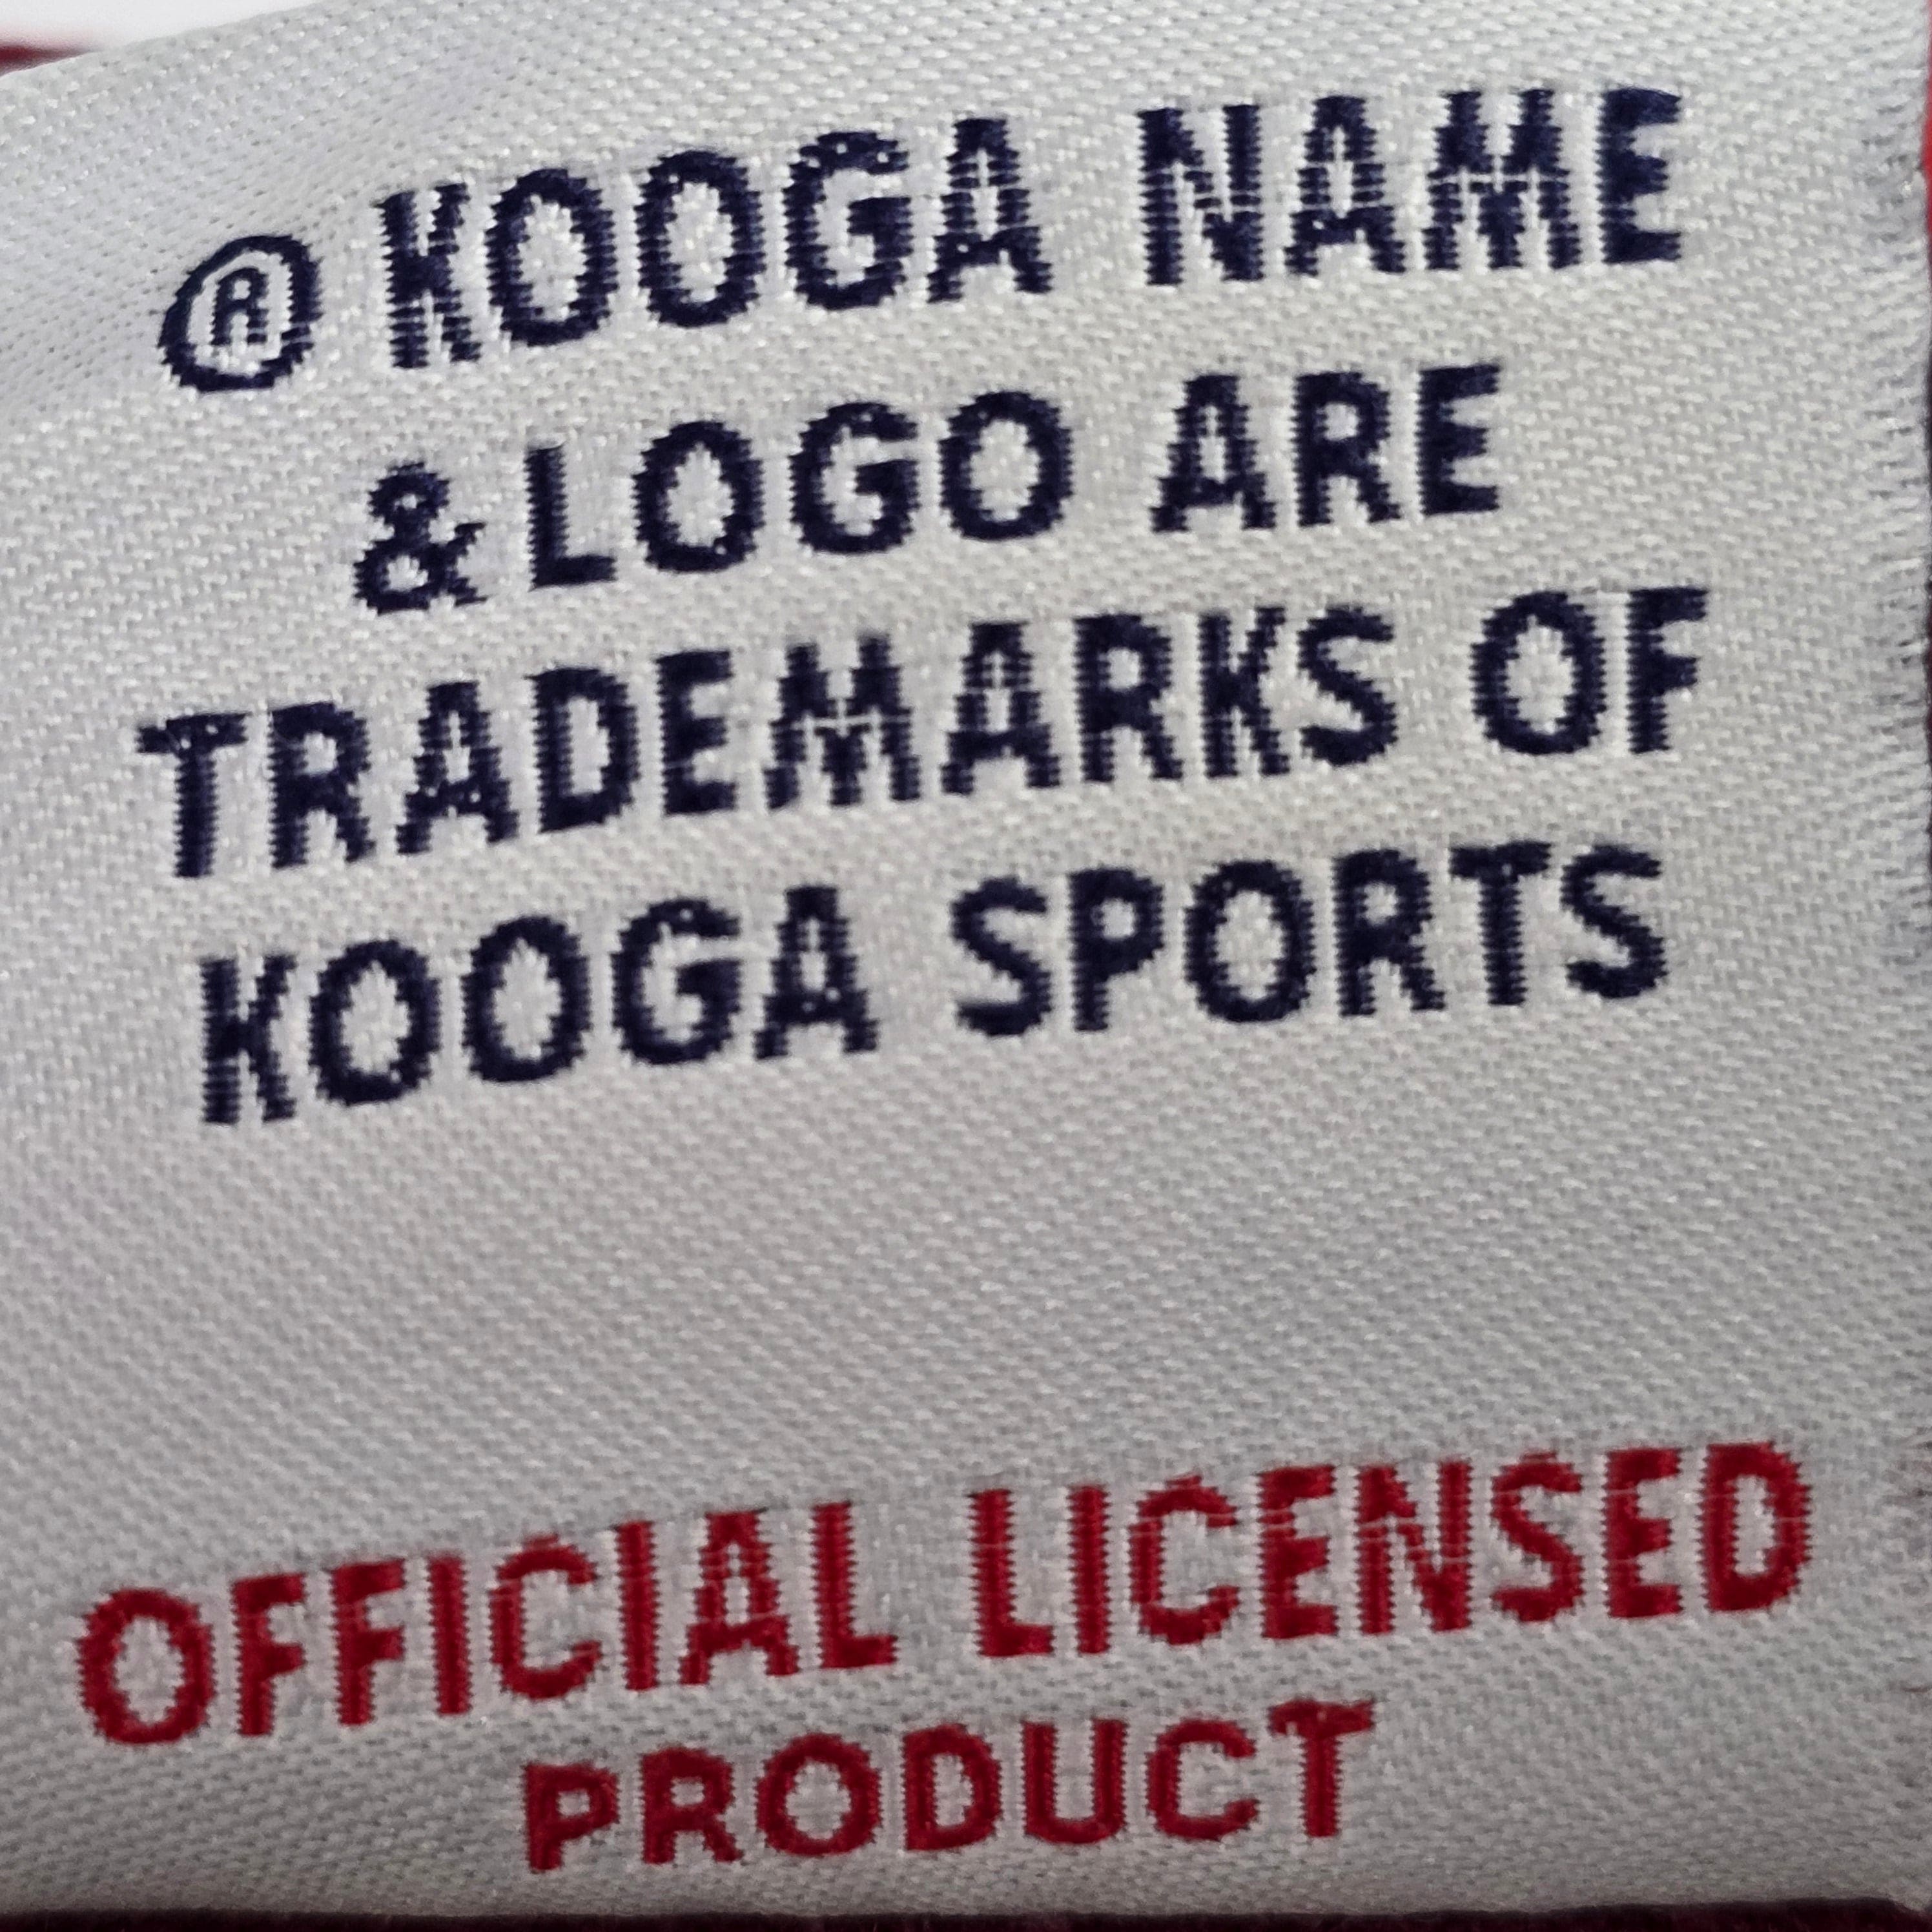 ® KOOGA NAME
& LOGO ARE
TRADEMARKS OF
KOOGA SPORTS
OFFICIAL LICENSED
PRODUCT